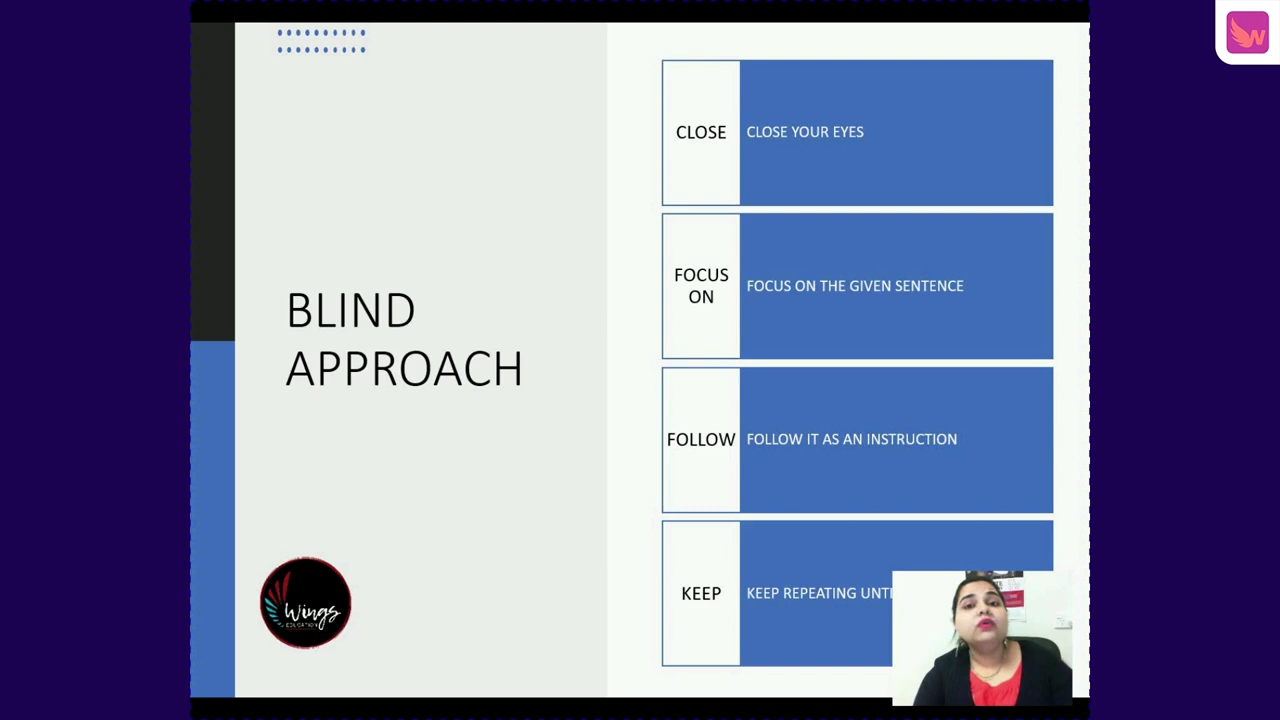 BLIND
APPROACH
CLOSE
CLOSE YOUR EYES
FOCUS
ON
FOCUS ON THE GIVEN SENTENCE
FOLLOW
FOLLOW IT AS AN INSTRUCTION
KEEP
KEEP REPEATING
Wings
EDUCATION
W